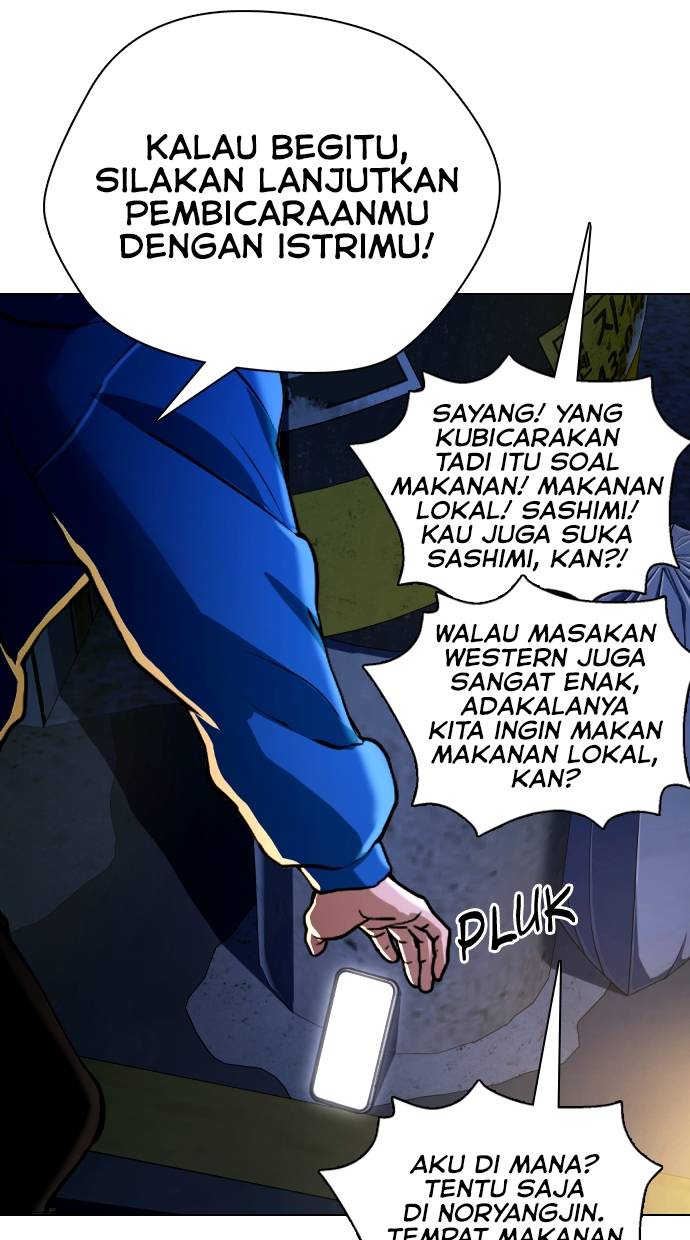 KALAU BEGITU,
SILAKAN LANJUTKAN
PEMBICARAANMU
DENGAN ISTRIMU!
SAYANG! YANG
KUBICARAKAN
TADI ITU SOAL
MAKANAN! MAKANAN
LOKAL! SASHIMI!
KAU JUGA SUKA
SASHIMI, KAN?!
WALAU MASAKAN
WESTERN JUGA
SANGAT ENAK,
ADAKALANYA
KITA INGIN MAKAN
MAKANAN LOKAL,
KAN?
PLUK
AKU DI MANA?
TENTU SAJA
DI NORYANGJIN.
TEMPAT MAKANAN